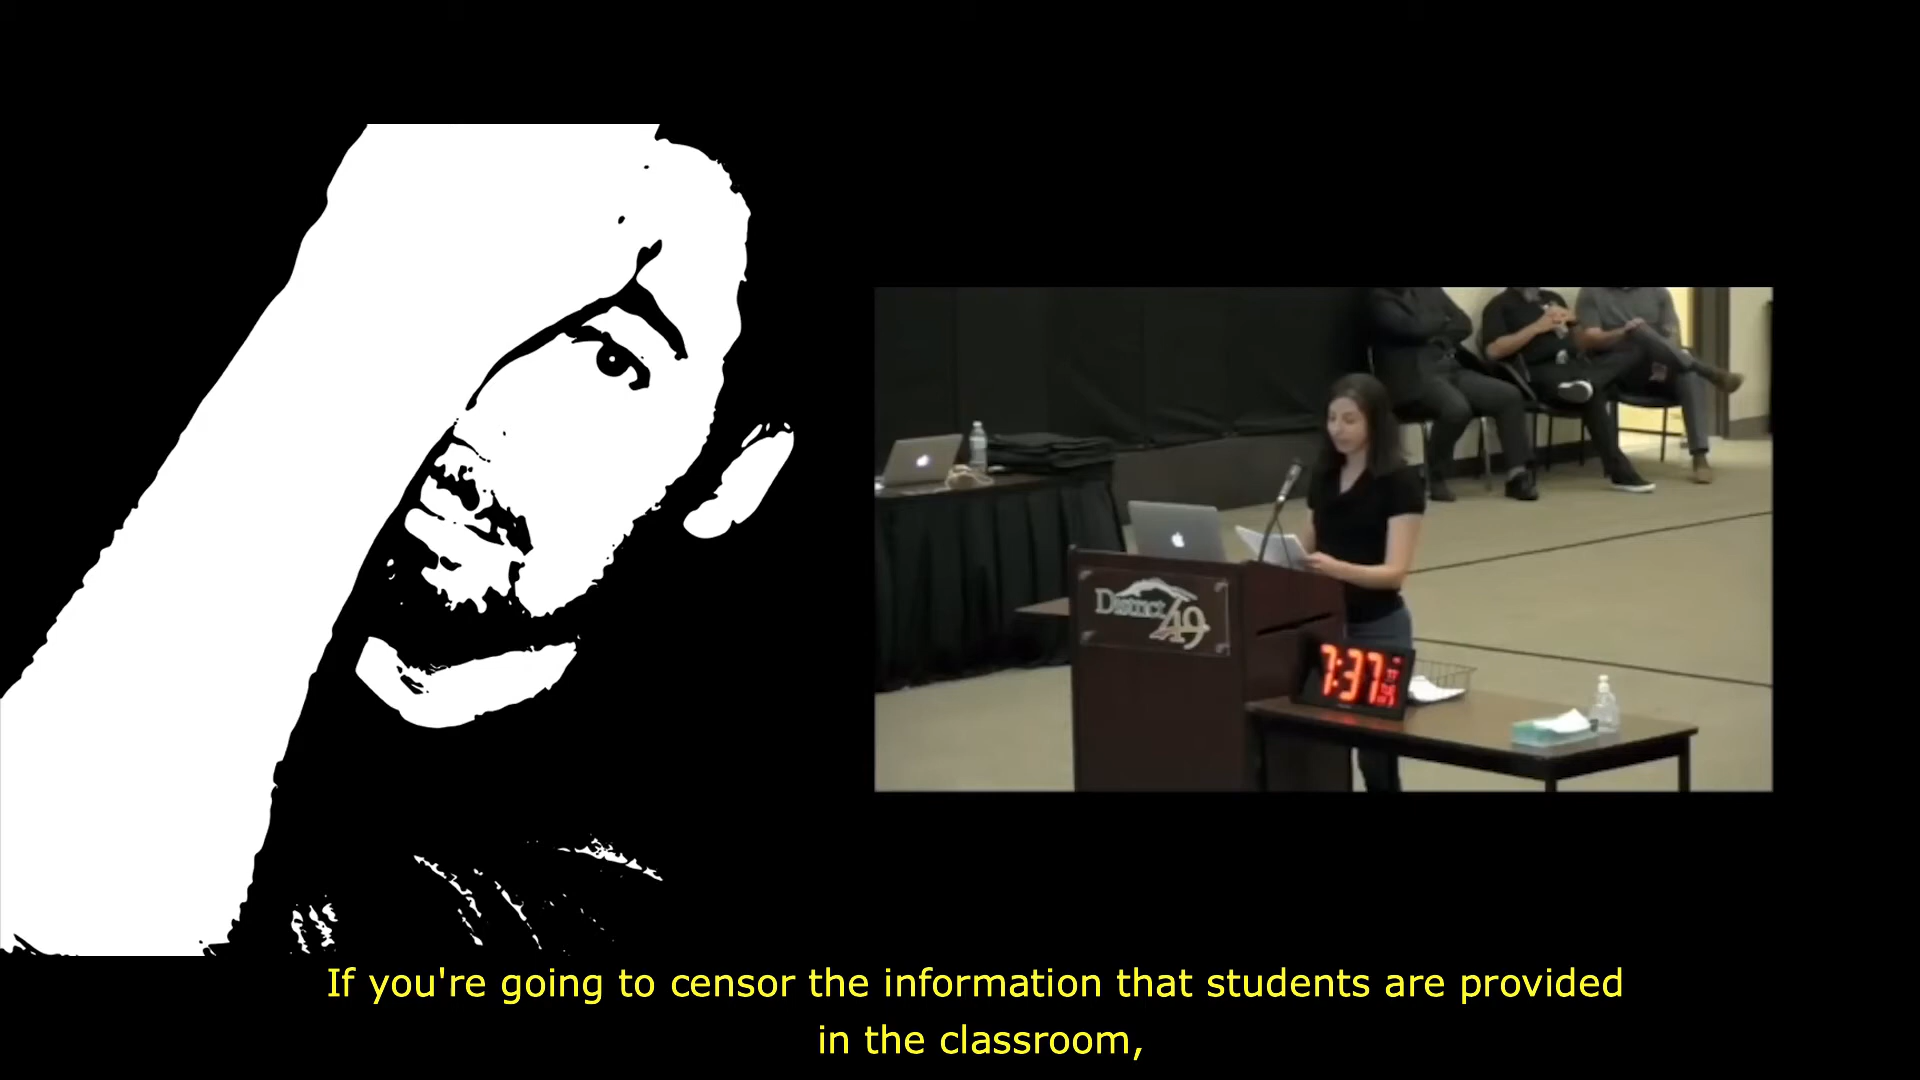 District
49
7:37
If you're going to censor the information that students are provided
in the classroom,